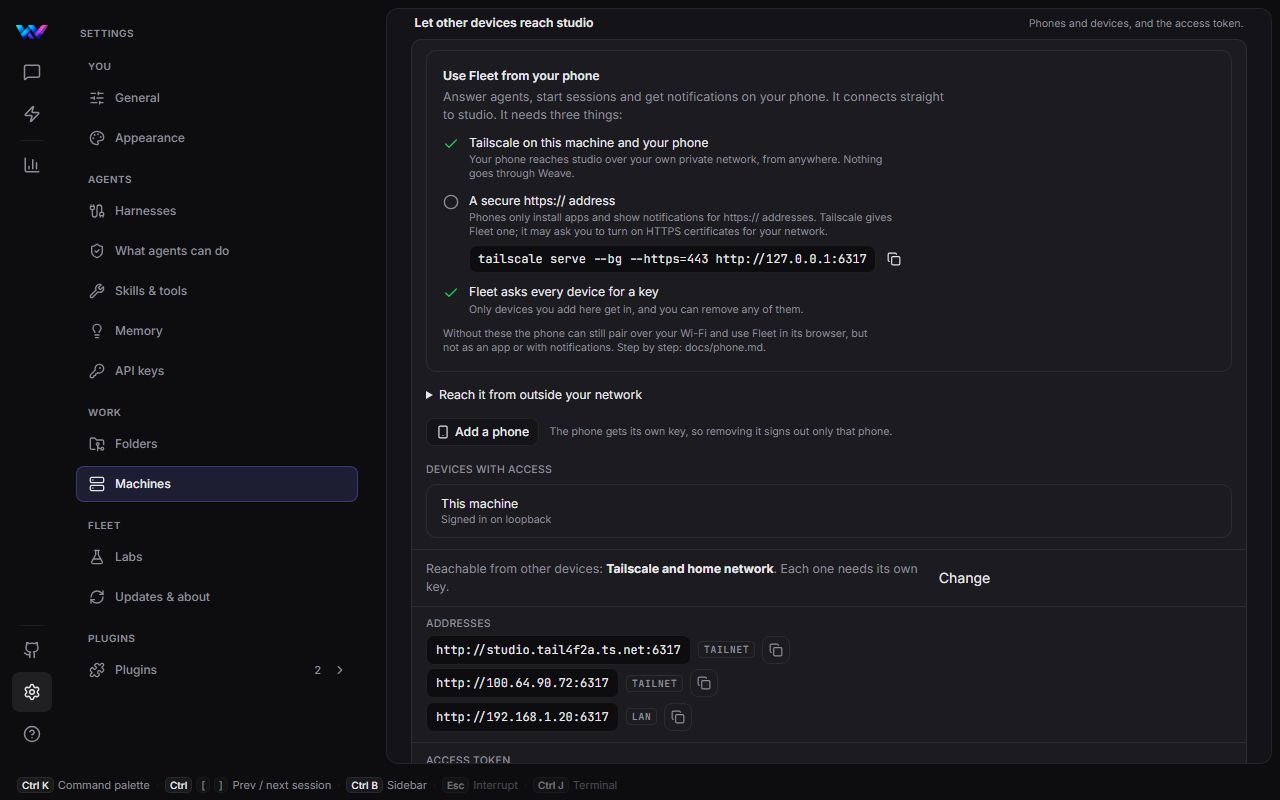 SETTINGS
YOU
General
Appearance
AGENTS
Harnesses
What agents can do
Skills & tools
Memory
API keys
WORK
Folders
Machines
FLEET
Labs
Updates & about
PLUGINS
Plugins 2
Let other devices reach studio
Phones and devices, and the access token.
Use Fleet from your phone
Answer agents, start sessions and get notifications on your phone. It connects straight
to studio. It needs three things:
Tailscale on this machine and your phone
Your phone reaches studio over your own private network, from anywhere. Nothing
goes through Weave.
A secure https:// address
Phones only install apps and show notifications for https:// addresses. Tailscale gives
Fleet one; it may ask you to turn on HTTPS certificates for your network.
tailscale serve --bg --https=443 http://127.0.0.1:6317
Fleet asks every device for a key
Only devices you add here get in, and you can remove any of them.
Without these the phone can still pair over your Wi-Fi and use Fleet in its browser, but
not as an app or with notifications. Step by step: docs/phone.md.
Reach it from outside your network
Add a phone
The phone gets its own key, so removing it signs out only that phone.
DEVICES WITH ACCESS
This machine
Signed in on loopback
Reachable from other devices: Tailscale and home network. Each one needs its own
key.
Change
ADDRESSES
http://studio.tail4f2a.ts.net:6317 TAILNET
http://100.64.90.72:6317 TAILNET
http://192.168.1.20:6317 LAN
ACCESS TOKEN
Ctrl K Command palette Ctrl [ ] Prev / next session Ctrl B Sidebar Esc Interrupt Ctrl J Terminal